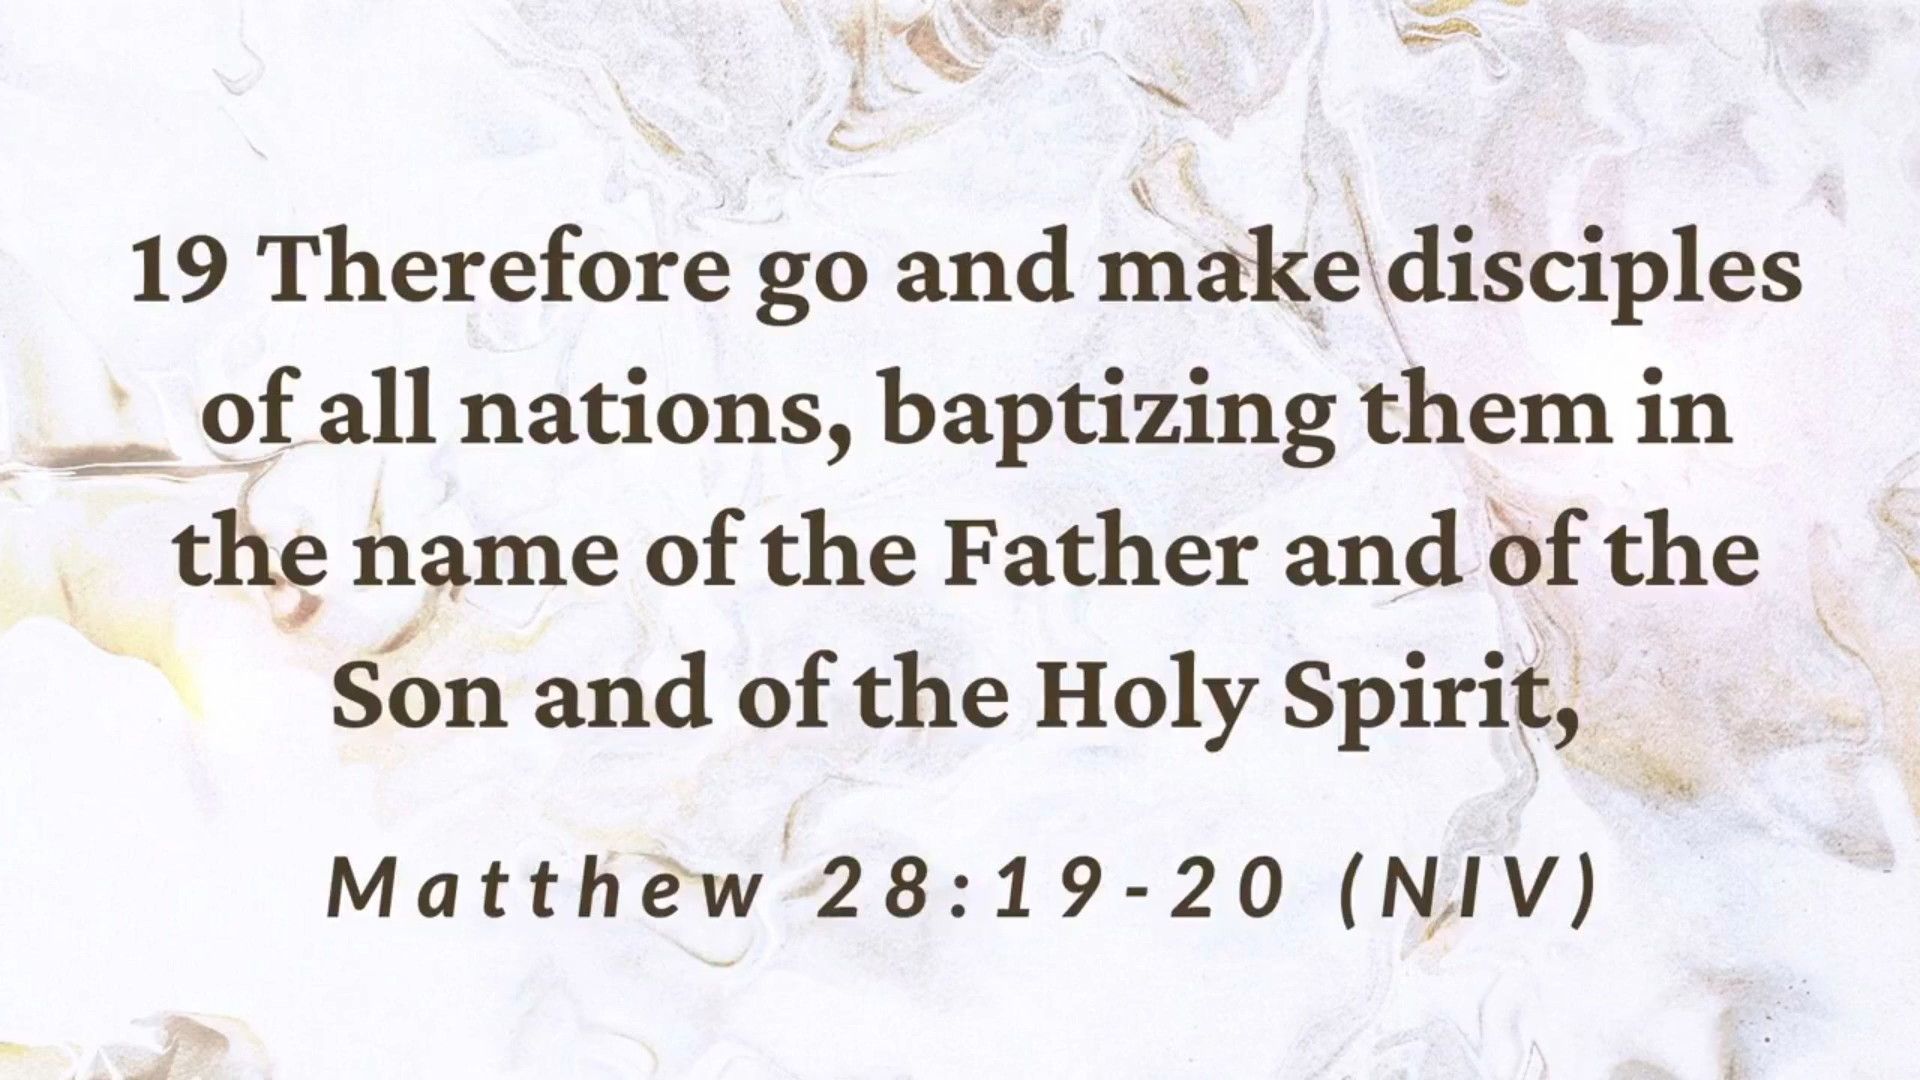 19 Therefore go and make disciples
of all nations, baptizing them in
the name of the Father and of the
Son and of the Holy Spirit,
Matthew 28:19-20 (NIV)